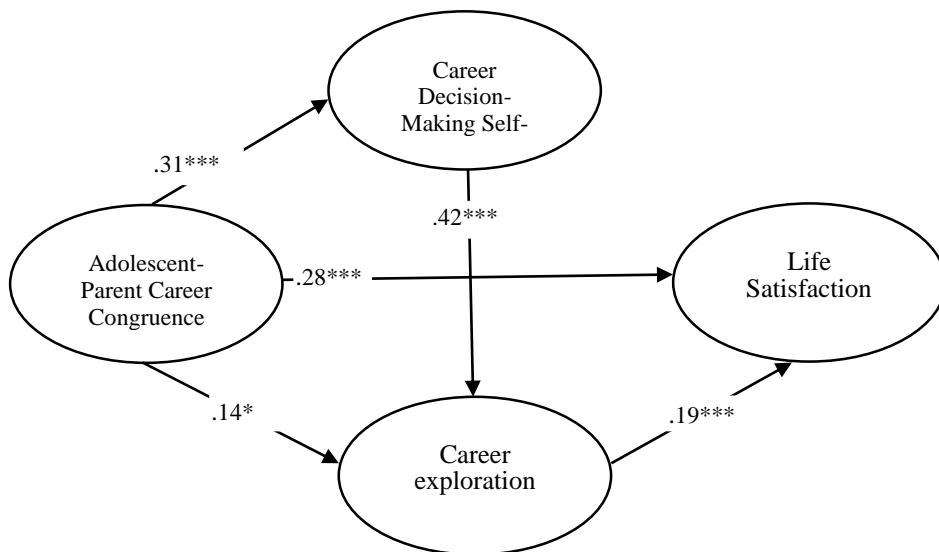 Career
Decision-
Making Self-
.31***
.42***
Adolescent-
Parent Career
Congruence
.28***
Life
Satisfaction
.14*
.19***
Career
exploration